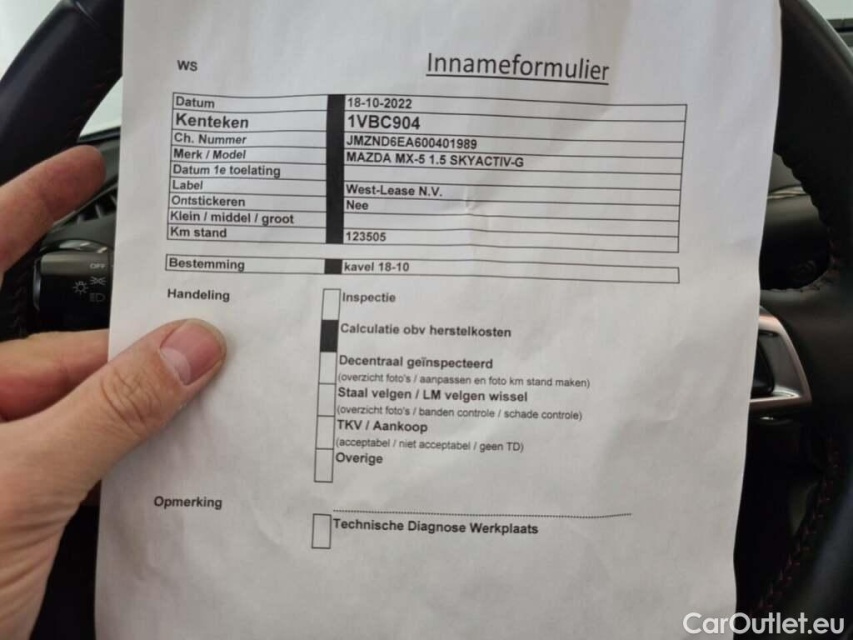 WS
Innameformulier
Datum 18-10-2022
Kenteken 1VBC904
Ch. Nummer JMZND6EA600401989
Merk / Model MAZDA MX-5 1.5 SKYACTIV-G
Datum 1e toelating
Label West-Lease N.V.
Ontstickeren Nee
Klein / middel / groot
Km stand 123505
Bestemming kavel 18-10
Handeling Inspectie
Calculatie obv herstelkosten
Decentraal geïnspecteerd
(overzicht foto's / aanpassen en foto km stand maken)
Staal velgen / LM velgen wissel
(overzicht foto's / banden controle / schade controle)
TKV / Aankoop
(acceptabel / niet acceptabel / geen TD)
Overige
Opmerking
Technische Diagnose Werkplaats
OFF
CarOutlet.eu